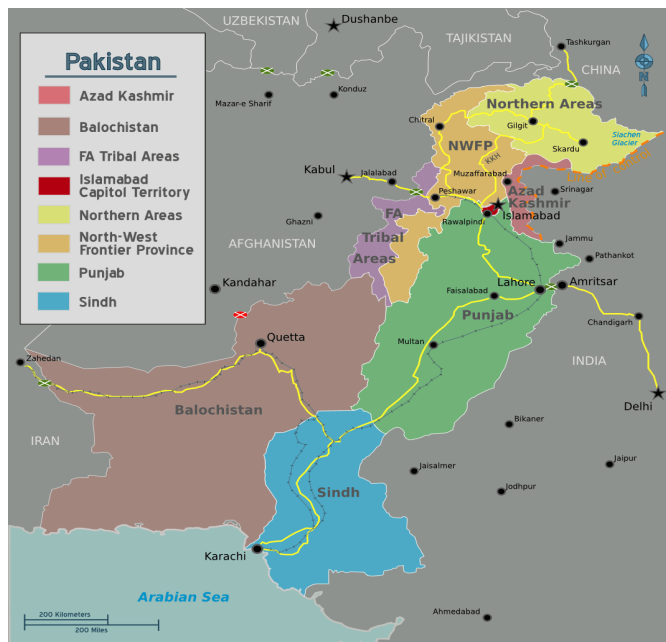 Pakistan
Azad Kashmir
Balochistan
FA Tribal Areas
Islamabad
Capitol Territory
Northern Areas
North-West
Frontier Province
Punjab
Sindh
UZBEKISTAN
Dushanbe
TAJIKISTAN
Tashkurgan
CHINA
N
Mazar-e Sharif
Konduz
Northern Areas
Chitral
Gilgit
Siachen
Glacier
NWFP
Skardu
KKH
Line of Control
Kabul
Jalalabad
Muzaffarabad
Srinagar
Peshawar
Azad
Kashmir
Islamabad
Rawalpindi
Ghazni
FA
Tribal
Areas
AFGHANISTAN
Jammu
Pathankot
Kandahar
Lahore
Amritsar
Faisalabad
Punjab
Chandigarh
Quetta
Multan
Zahedan
INDIA
Delhi
Balochistan
Bikaner
IRAN
Jaisalmer
Jaipur
Sindh
Jodhpur
Karachi
Arabian Sea
200 Kilometers
200 Miles
Ahmedabad